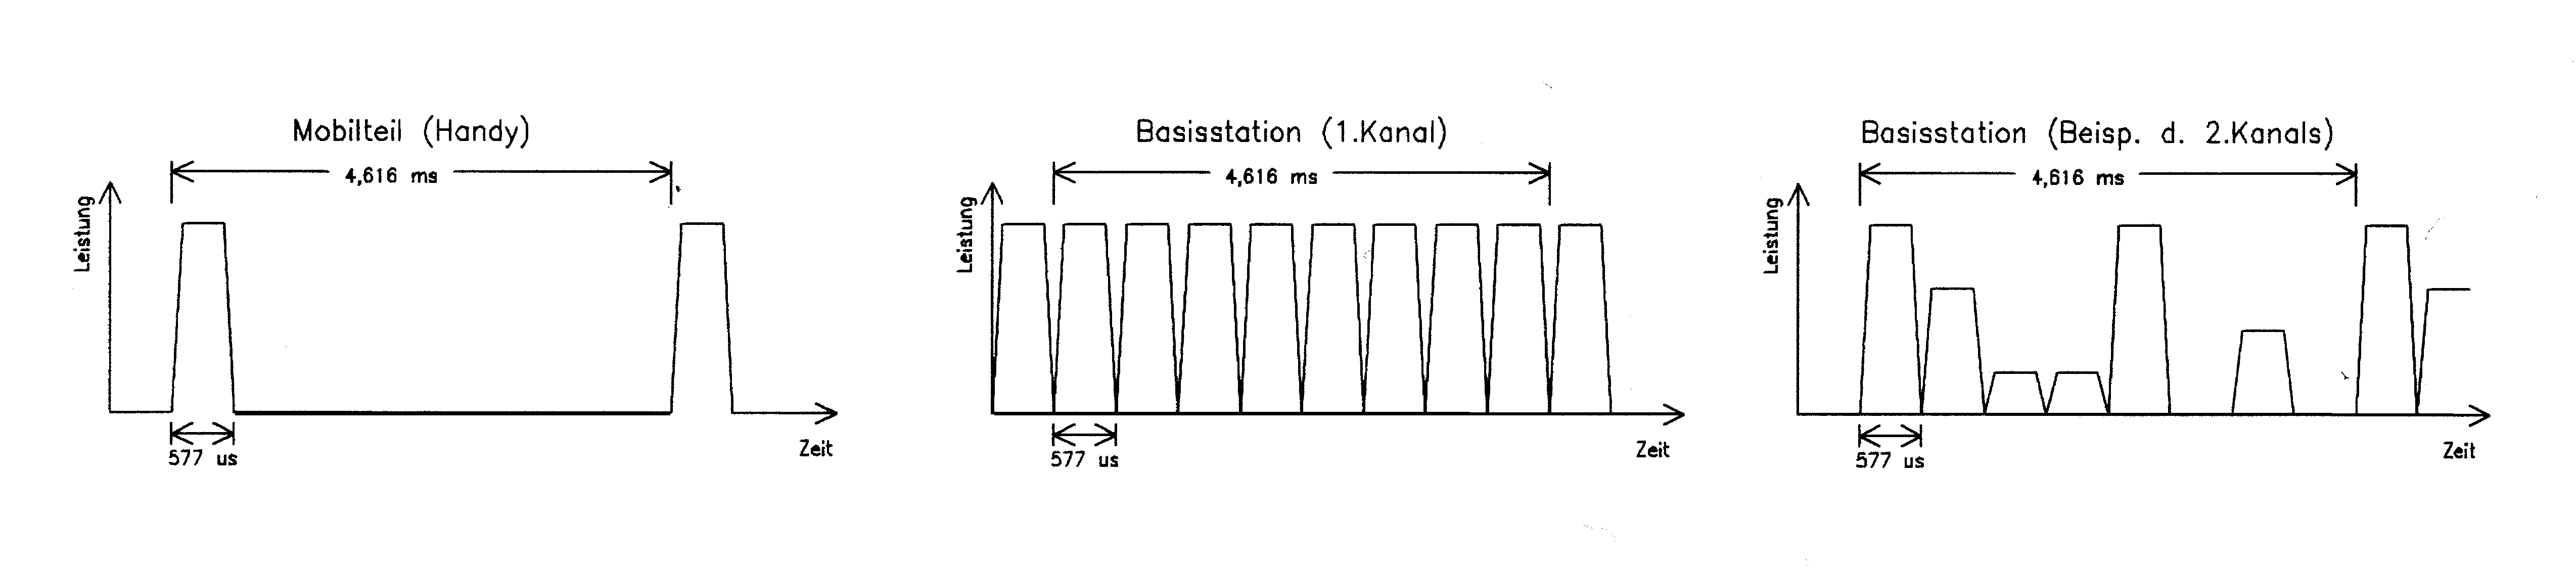 Mobilteil (Handy)
4,616 ms
Leistung
577 us
Zeit
Basisstation (1.Kanal)
4,616 ms
Leistung
577 us
Zeit
Basisstation (Beisp. d. 2.Kanals)
4,616 ms
Leistung
577 us
Zeit